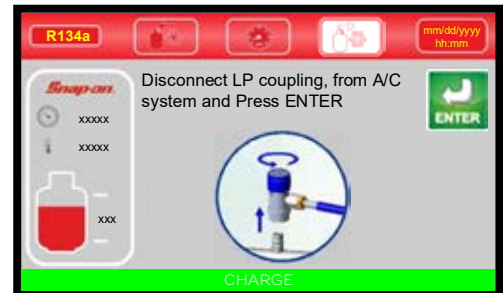 R134a
mm/dd/yyyy
hh:mm
Snap-on
xxxxx
xxxxx
xxx
Disconnect LP coupling, from A/C
system and Press ENTER
ENTER
CHARGE